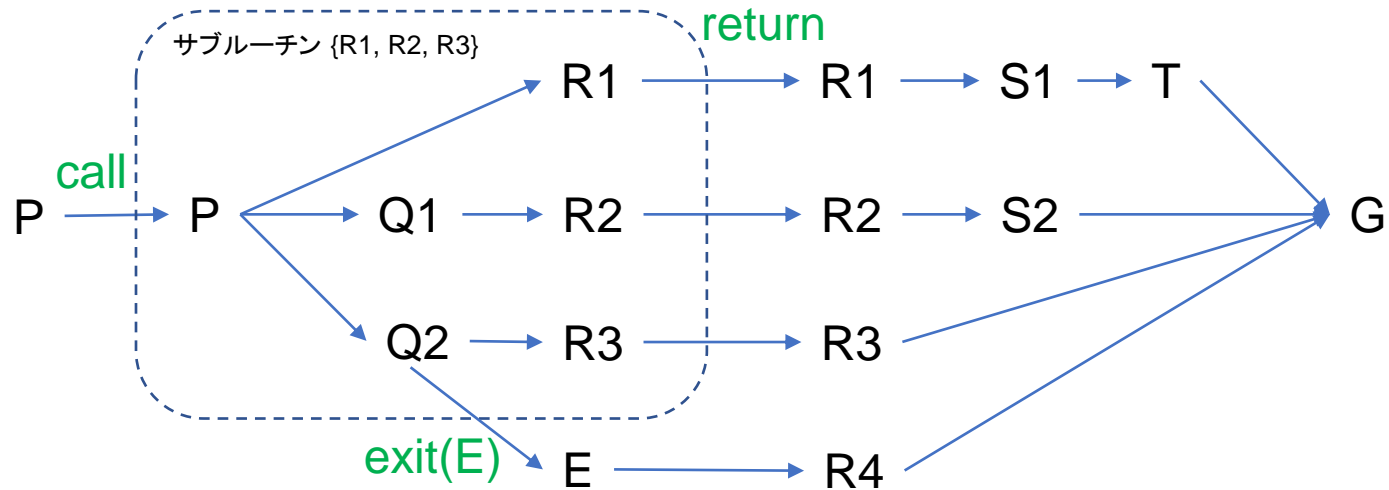 return
サブルーチン {R1, R2, R3}
R1 R1 S1 T
call
P P Q1 R2 R2 S2 G
Q2 R3 R3
exit(E) E R4